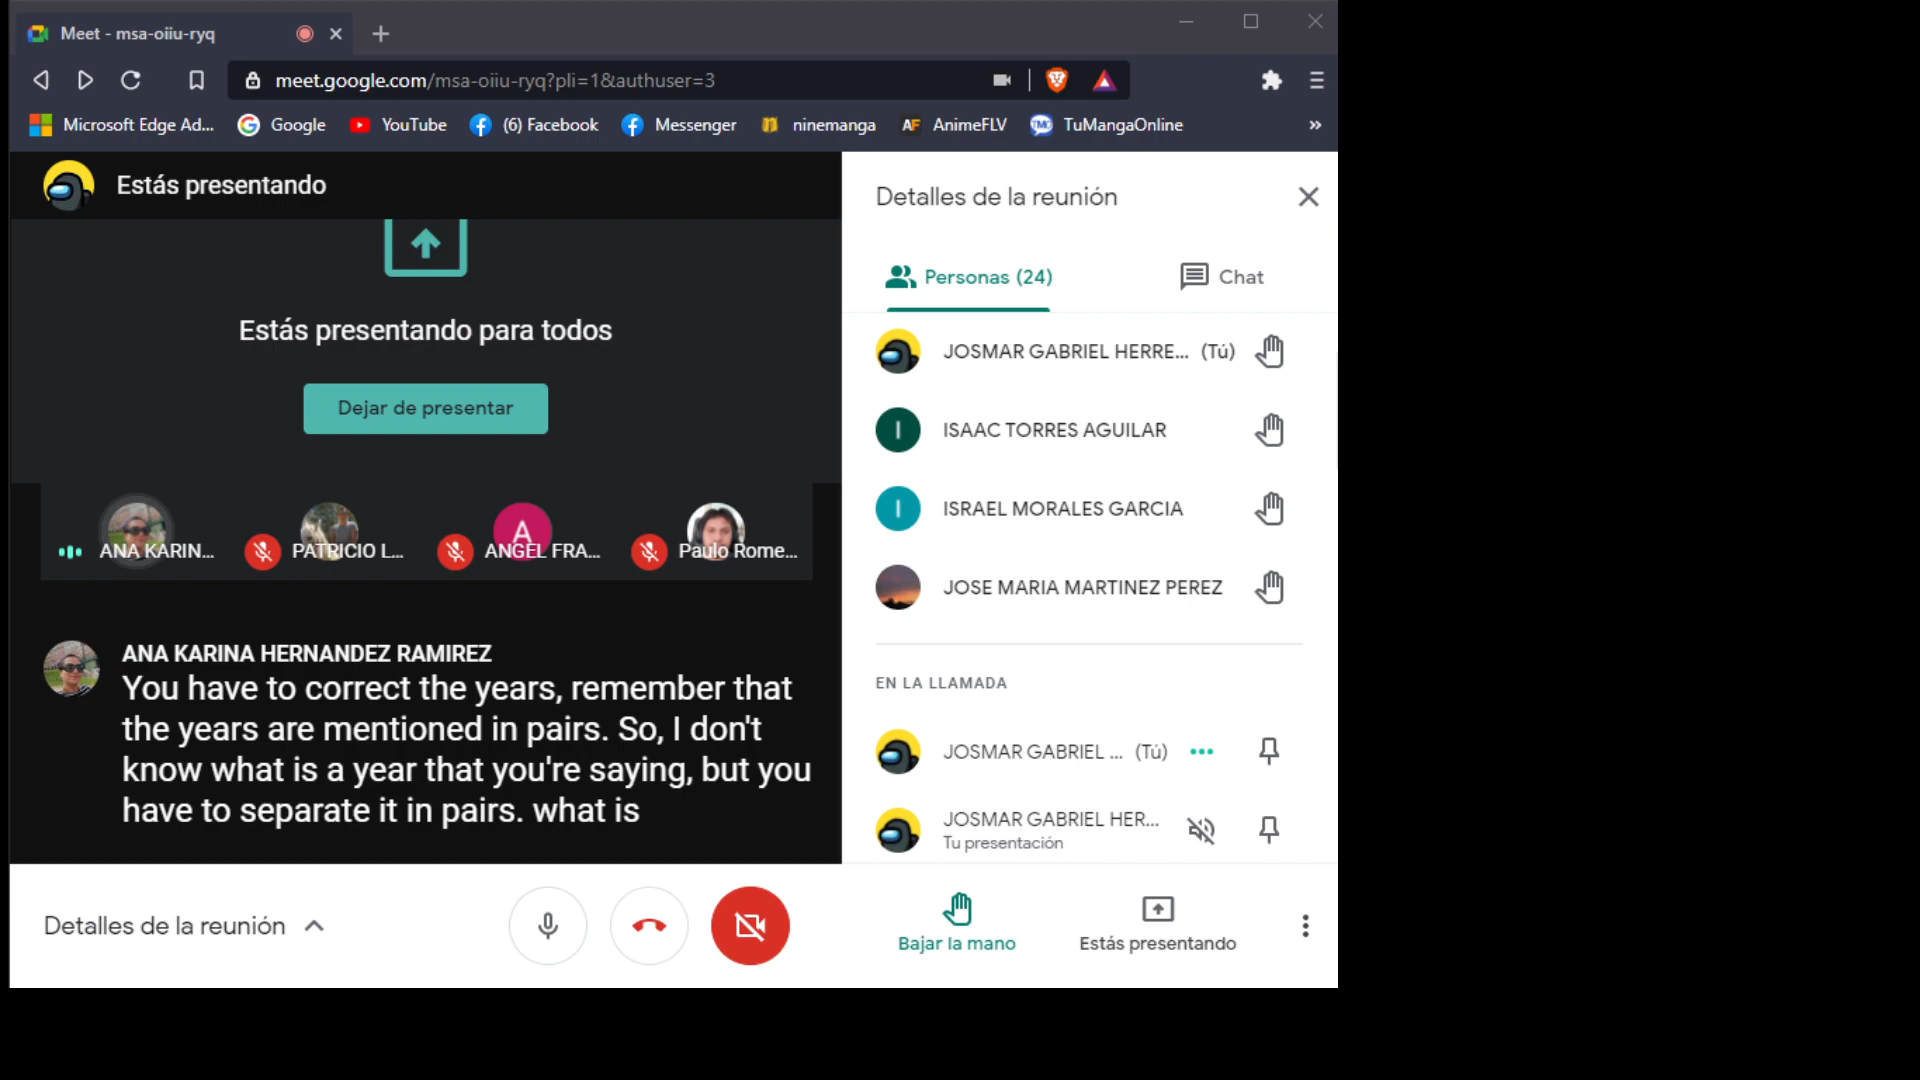 Meet - msa-oiiu-ryq
meet.google.com/msa-oiiu-ryq?pli=1&authuser=3
Microsoft Edge Ad... Google YouTube (6) Facebook Messenger ninemanga AF AnimeFLV TMO TuMangaOnline »
Estás presentando
Estás presentando para todos
Dejar de presentar
A
ANA KARIN... PATRICIO L... ANGEL FRA... Paulo Rome...
ANA KARINA HERNANDEZ RAMIREZ
You have to correct the years, remember that
the years are mentioned in pairs. So, I don't
know what is a year that you're saying, but you
have to separate it in pairs. what is
Detalles de la reunión
Personas (24) Chat
JOSMAR GABRIEL HERRE... (Tú)
I ISAAC TORRES AGUILAR
I ISRAEL MORALES GARCIA
JOSE MARIA MARTINEZ PEREZ
EN LA LLAMADA
JOSMAR GABRIEL ... (Tú)
JOSMAR GABRIEL HER...
Tu presentación
Detalles de la reunión
Bajar la mano
Estás presentando